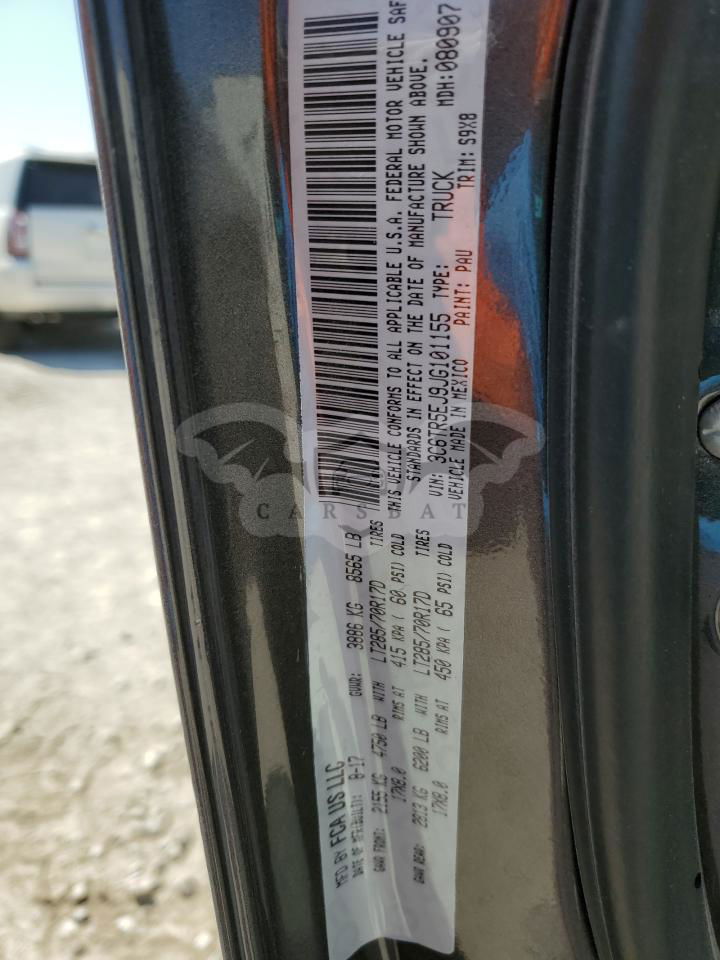 MFD BY FCA US LLC
DATE OF MFR(BUILT): 8-17 GVWR: 3886 KG 8565 LB
GAWR FRONT: 2155 KG 4750 LB WITH LT285/70R17D TIRES
17X8.0 RIMS AT 415 KPA ( 60 PSI) COLD
GAWR REAR: 2813 KG 6200 LB WITH LT285/70R17D TIRES
17X8.0 RIMS AT 450 KPA ( 65 PSI) COLD
THIS VEHICLE CONFORMS TO ALL APPLICABLE U.S.A. FEDERAL MOTOR VEHICLE SAF
STANDARDS IN EFFECT ON THE DATE OF MANUFACTURE SHOWN ABOVE.
VIN: 3C6TR5EJ9JG101155 TYPE: TRUCK MDH: 080907
VEHICLE MADE IN MEXICO PAINT: PAU TRIM: S9X8
CARSBAT